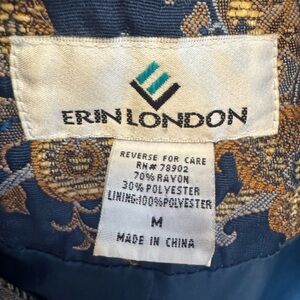 ERIN LONDON
REVERSE FOR CARE
RN# 78902
70% RAYON
30% POLYESTER
LINING:100%POLYESTER
M
MADE IN CHINA